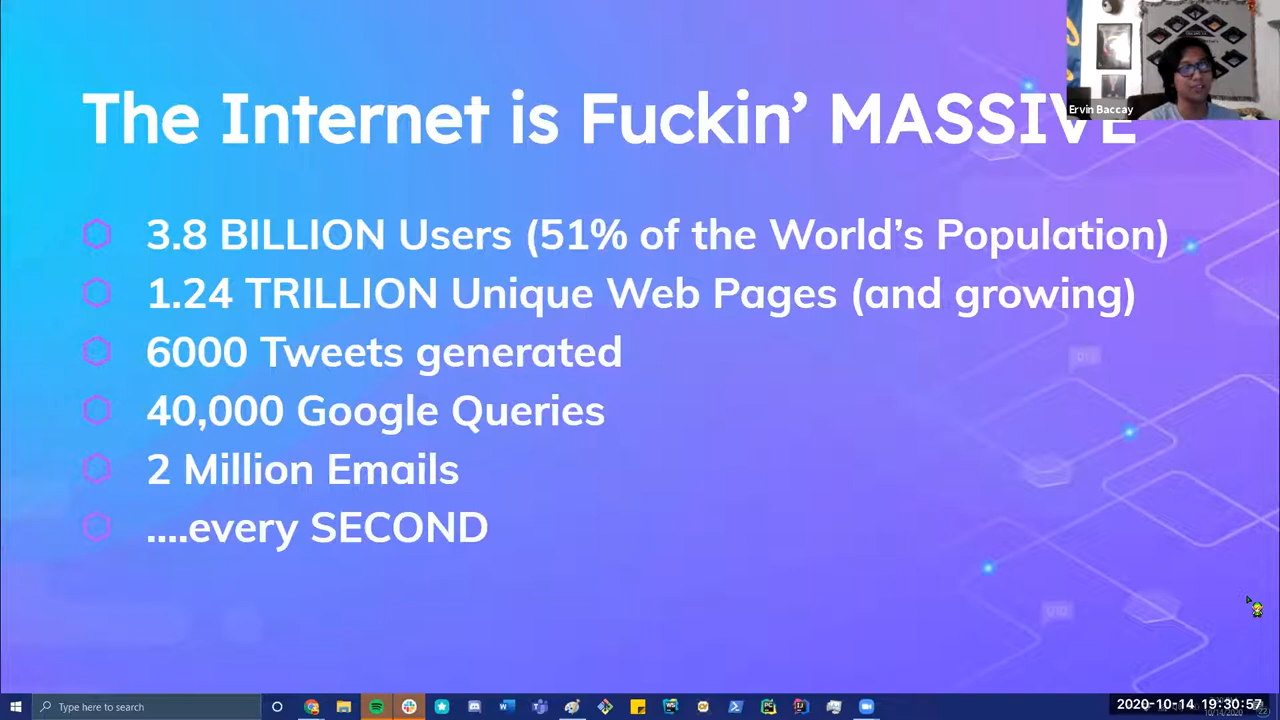 The Internet is Fuckin’ MASSIVE
Ervin Baccay
3.8 BILLION Users (51% of the World’s Population)
1.24 TRILLION Unique Web Pages (and growing)
6000 Tweets generated
40,000 Google Queries
2 Million Emails
....every SECOND
Type here to search
2020-10-14 19:30:57